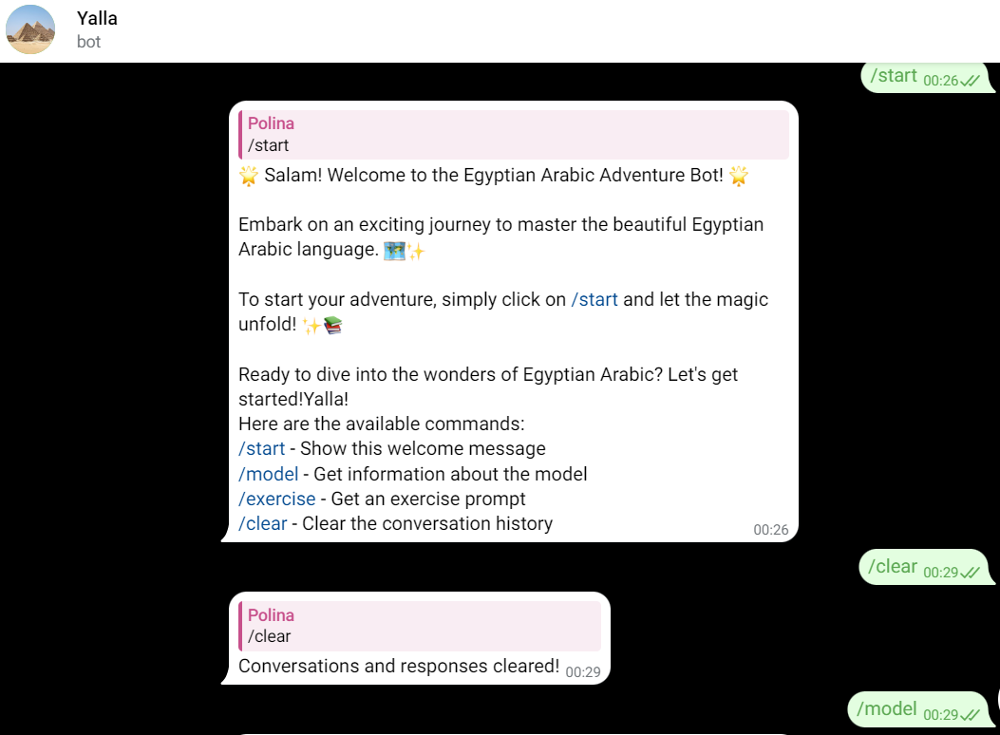 Yalla
bot
/start 00:26
Polina
/start
🌟 Salam! Welcome to the Egyptian Arabic Adventure Bot! 🌟
Embark on an exciting journey to master the beautiful Egyptian
Arabic language. 🗺️✨
To start your adventure, simply click on /start and let the magic
unfold! ✨📚
Ready to dive into the wonders of Egyptian Arabic? Let's get
started!Yalla!
Here are the available commands:
/start - Show this welcome message
/model - Get information about the model
/exercise - Get an exercise prompt
/clear - Clear the conversation history
00:26
/clear 00:29
Polina
/clear
Conversations and responses cleared! 00:29
/model 00:29